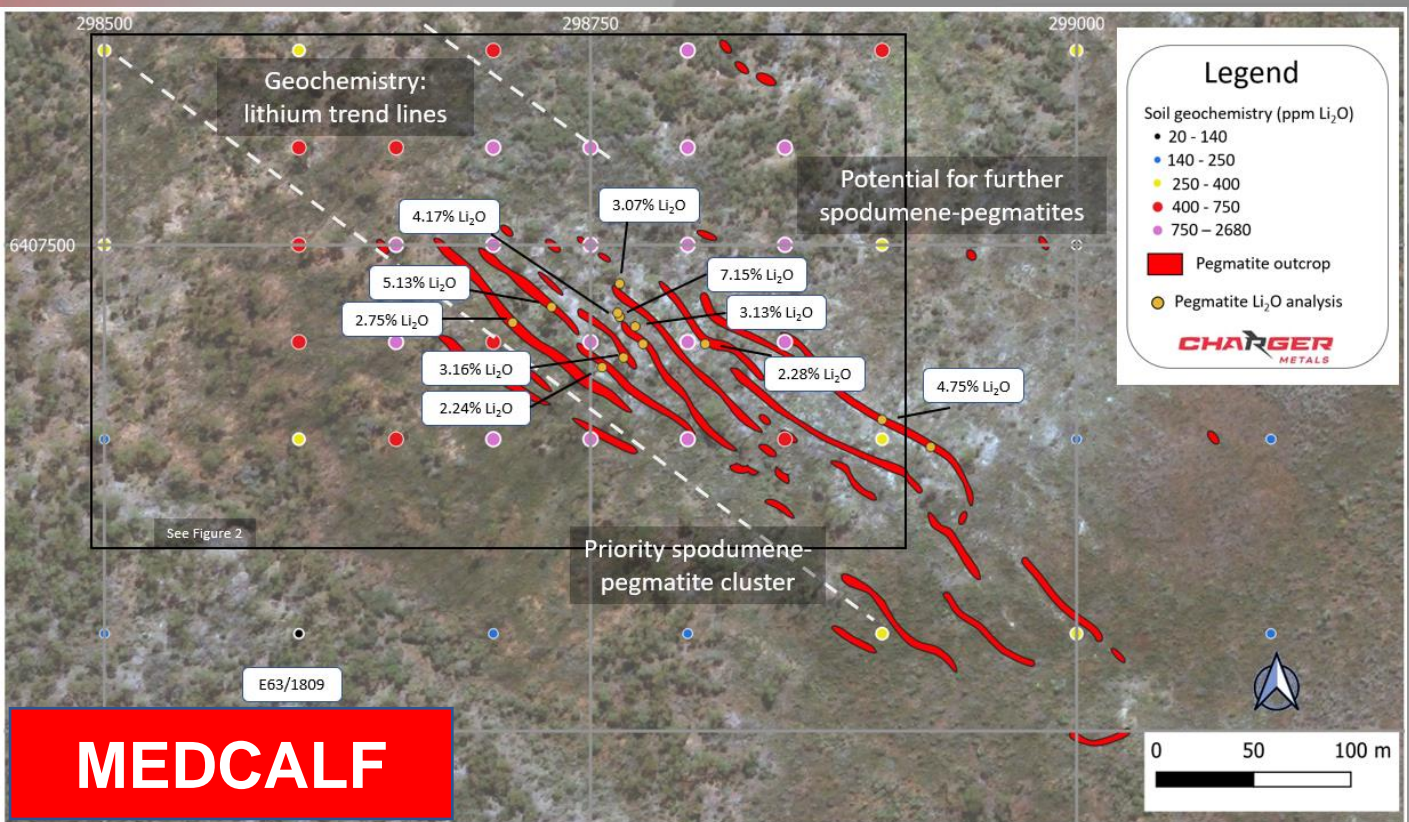 298500
298750
299000
Geochemistry:
lithium trend lines
Legend
Soil geochemistry (ppm Li₂O)
20 - 140
140 - 250
250 - 400
400 - 750
750 – 2680
Pegmatite outcrop
Pegmatite Li₂O analysis
CHARGER
METALS
Potential for further
spodumene-pegmatites
6407500
4.17% Li₂O
3.07% Li₂O
5.13% Li₂O
7.15% Li₂O
2.75% Li₂O
3.13% Li₂O
3.16% Li₂O
2.28% Li₂O
2.24% Li₂O
4.75% Li₂O
See Figure 2
Priority spodumene-
pegmatite cluster
E63/1809
MEDCALF
0 50 100 m